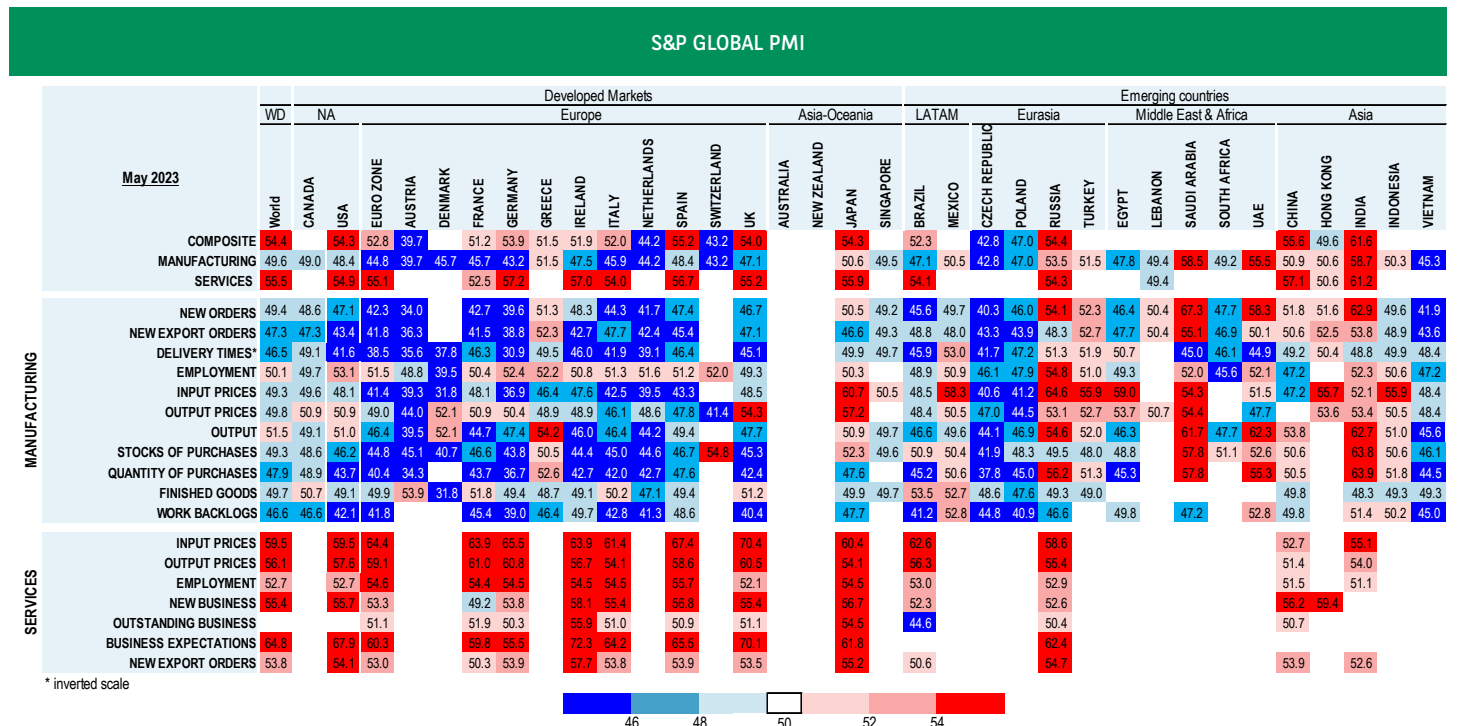 S&P GLOBAL PMI
Developed Markets Emerging countries
WD NA Europe Asia-Oceania LATAM Eurasia Middle East & Africa Asia
May 2023 World CANADA USA EURO ZONE AUSTRIA DENMARK FRANCE GERMANY GREECE IRELAND ITALY NETHERLANDS SPAIN SWITZERLAND UK AUSTRALIA NEW ZEALAND JAPAN SINGAPORE BRAZIL MEXICO CZECH REPUBLIC POLAND RUSSIA TURKEY EGYPT LEBANON SAUDI ARABIA SOUTH AFRICA UAE CHINA HONG KONG INDIA INDONESIA VIETNAM
COMPOSITE 54.4 54.3 52.8 39.7 51.2 53.9 51.5 51.9 52.0 44.2 55.2 43.2 54.0 54.3 52.3 42.8 47.0 54.4 55.6 49.6 61.6
MANUFACTURING 49.6 49.0 48.4 44.8 39.7 45.7 45.7 43.2 51.5 47.5 45.9 44.2 48.4 43.2 47.1 50.6 49.5 47.1 50.5 42.8 47.0 53.5 51.5 47.8 49.4 58.5 49.2 55.5 50.9 50.6 58.7 50.3 45.3
SERVICES 55.5 54.9 55.1 52.5 57.2 57.0 54.0 56.7 55.2 55.9 54.1 54.3 49.4 57.1 50.6 61.2
MANUFACTURING
NEW ORDERS 49.4 48.6 47.1 42.3 34.0 42.7 39.6 51.3 48.3 44.3 41.7 47.4 46.7 50.5 49.2 45.6 49.7 40.3 46.0 54.1 52.3 46.4 50.4 67.3 47.7 58.3 51.8 51.6 62.9 49.6 41.9
NEW EXPORT ORDERS 47.3 47.3 43.4 41.8 36.3 41.5 38.8 52.3 42.7 47.7 42.4 45.4 47.1 46.6 49.3 48.8 48.0 43.3 43.9 48.3 52.7 47.7 50.4 55.1 46.9 50.1 50.6 52.5 53.8 48.9 43.6
DELIVERY TIMES* 46.5 49.1 41.6 38.5 35.6 37.8 46.3 30.9 49.5 46.0 41.9 39.1 46.4 45.1 49.9 49.7 45.9 53.0 41.7 47.2 51.3 51.9 50.7 45.0 46.1 44.9 49.2 50.4 48.8 49.9 48.4
EMPLOYMENT 50.1 49.7 53.1 51.5 48.8 39.5 50.4 52.4 52.2 50.8 51.3 51.6 51.2 52.0 49.3 50.3 48.9 50.9 46.1 47.9 54.8 51.0 49.3 52.0 45.6 52.1 47.2 52.3 50.6 47.2
INPUT PRICES 49.3 49.6 48.1 41.4 39.3 31.8 48.1 36.9 46.4 47.6 42.5 39.5 43.3 48.5 60.7 50.5 48.5 58.3 40.6 41.2 64.6 55.9 59.0 54.3 51.5 47.2 55.7 52.1 55.9 48.4
OUTPUT PRICES 49.8 50.9 50.9 49.0 44.0 52.1 50.9 50.4 48.9 48.9 46.1 48.6 47.8 41.4 54.3 57.2 48.4 50.5 47.0 44.5 53.1 52.7 53.7 50.7 54.4 47.7 53.6 53.4 50.5 48.4
OUTPUT 51.5 49.1 51.0 46.4 39.5 52.1 44.7 47.4 54.2 46.0 46.4 44.2 49.4 47.7 50.9 49.7 46.6 49.6 44.1 46.9 54.6 52.0 46.3 61.7 47.7 62.3 53.8 62.7 51.0 45.6
STOCKS OF PURCHASES 49.3 48.6 46.2 44.8 45.1 40.7 46.6 43.8 50.5 44.4 45.0 44.6 46.7 54.8 45.3 52.3 49.6 50.9 50.4 41.9 48.3 49.5 48.0 48.8 57.8 51.1 52.6 50.6 63.8 50.6 46.1
QUANTITY OF PURCHASES 47.9 48.9 43.7 40.4 34.3 43.7 36.7 52.6 42.7 42.0 42.7 47.6 42.4 47.6 45.2 50.6 37.8 45.0 56.2 51.3 45.3 57.8 55.3 50.5 63.9 51.8 44.5
FINISHED GOODS 49.7 50.7 49.1 49.9 53.9 31.8 51.8 49.4 48.7 49.1 50.2 47.1 49.4 51.2 49.9 49.7 53.5 52.7 48.6 47.6 49.3 49.0 49.8 48.3 49.3 49.3
WORK BACKLOGS 46.6 46.6 42.1 41.8 45.4 39.0 46.4 49.7 42.8 41.3 48.6 40.4 47.7 41.2 52.8 44.8 40.9 46.6 49.8 47.2 52.8 49.8 51.4 50.2 45.0
SERVICES
INPUT PRICES 59.5 59.5 64.4 63.9 65.5 63.9 61.4 67.4 70.4 60.4 62.6 58.6 52.7 55.1
OUTPUT PRICES 56.1 57.6 59.1 61.0 60.8 56.7 54.1 58.6 60.5 54.1 56.3 55.4 51.4 54.0
EMPLOYMENT 52.7 52.7 54.6 54.4 54.5 54.5 54.5 55.7 52.1 54.5 53.0 52.9 51.5 51.1
NEW BUSINESS 55.4 55.7 53.3 49.2 53.8 58.1 55.4 56.8 55.4 56.7 52.3 52.6 56.2 59.4
OUTSTANDING BUSINESS 51.1 51.9 50.3 55.9 51.0 50.9 51.1 54.5 44.6 50.4 50.7
BUSINESS EXPECTATIONS 64.8 67.9 60.3 59.8 55.5 72.3 64.2 65.5 70.1 61.8 62.4
NEW EXPORT ORDERS 53.8 54.1 53.0 50.3 53.9 57.7 53.8 53.9 53.5 55.2 50.6 54.7 53.9 52.6
* inverted scale
46 48 50 52 54